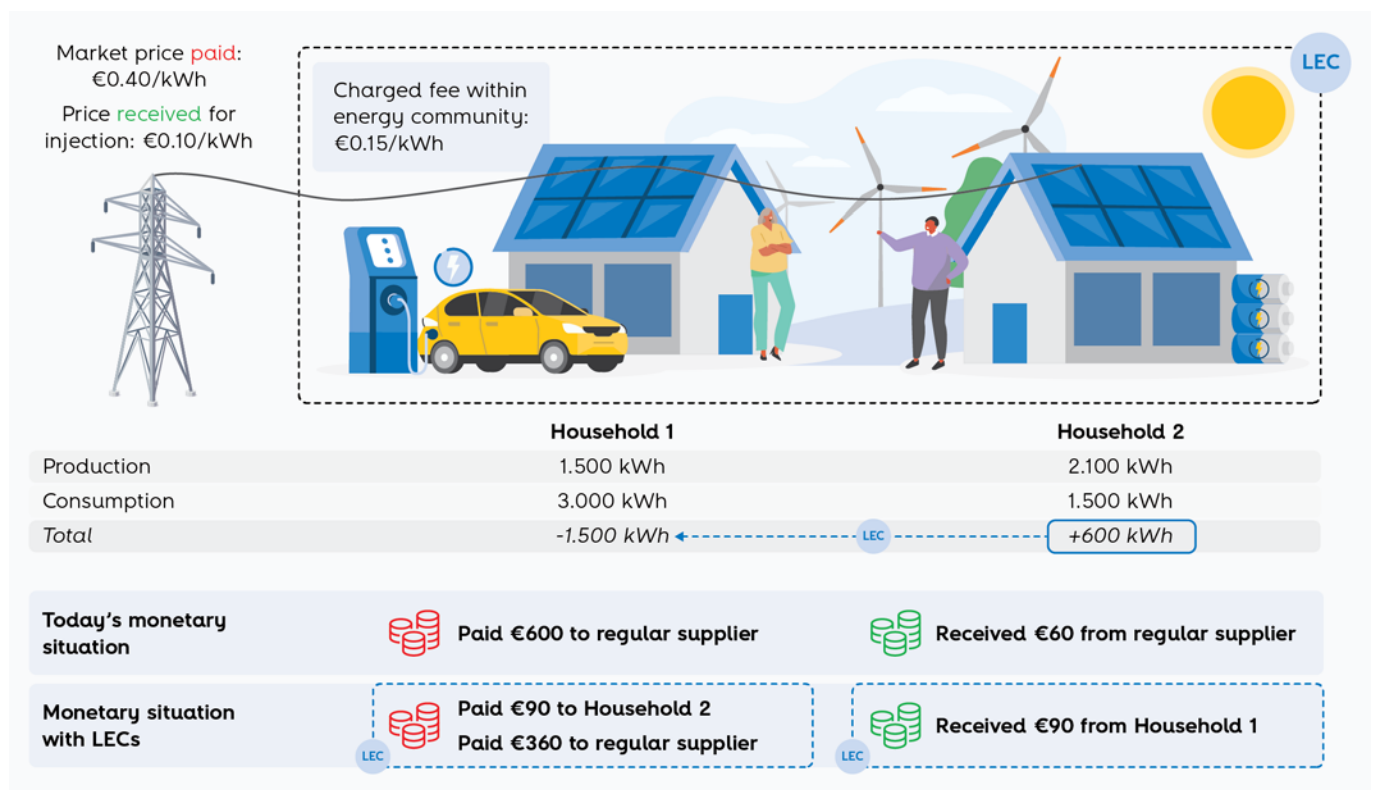 Market price paid:
€0.40/kWh
Price received for
injection: €0.10/kWh
Charged fee within
energy community:
€0.15/kWh
LEC
Household 1 Household 2
Production 1.500 kWh 2.100 kWh
Consumption 3.000 kWh 1.500 kWh
Total -1.500 kWh LEC +600 kWh
Today's monetary
situation
Paid €600 to regular supplier
Received €60 from regular supplier
Monetary situation
with LECs
LEC
Paid €90 to Household 2
Paid €360 to regular supplier
LEC
Received €90 from Household 1